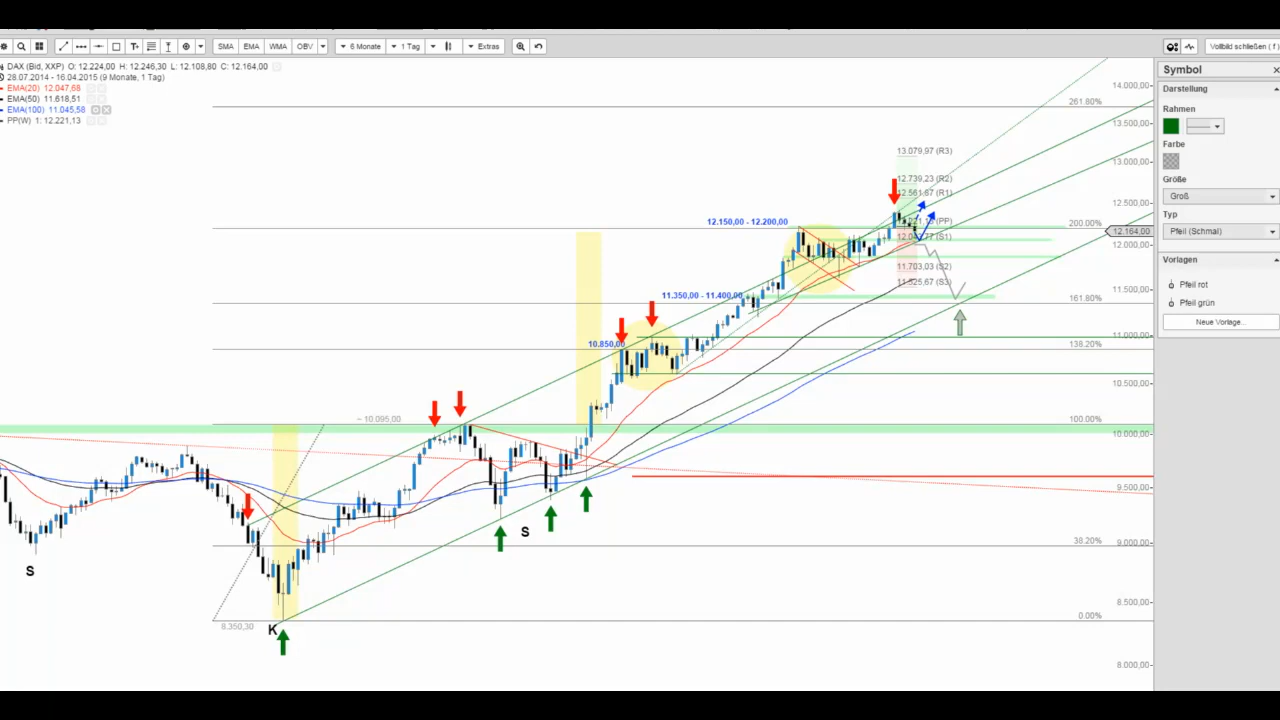 SMA EMA WMA OBV 6 Monate 1 Tag Extras Vollbild schließen ( f )
DAX (Bid, XXP) O: 12.224,00 H: 12.246,30 L: 12.108,80 C: 12.164,00
28.07.2014 - 16.04.2015 (9 Monate, 1 Tag)
EMA(20) 12.047,68
EMA(50) 11.618,51
EMA(100) 11.045,58
PP(W) 1: 12.221,13
Symbol
Darstellung
Rahmen
Farbe
Größe
Groß
Typ
Pfeil (Schmal)
Vorlagen
Pfeil rot
Pfeil grün
Neue Vorlage...
14.000,00
13.500,00
13.000,00
12.500,00
12.164,00
12.000,00
11.500,00
11.000,00
10.500,00
10.000,00
9.500,00
9.000,00
8.500,00
8.000,00
261.80%
200.00%
161.80%
138.20%
100.00%
38.20%
0.00%
13.079,97 (R3)
12.739,23 (R2)
12.561,87 (R1)
(PP)
(S1)
11.703,03 (S2)
11.525,67 (S3)
12.150,00 - 12.200,00
11.350,00 - 11.400,00
10.850,00
~ 10.095,00
8.350,30
S
K
S